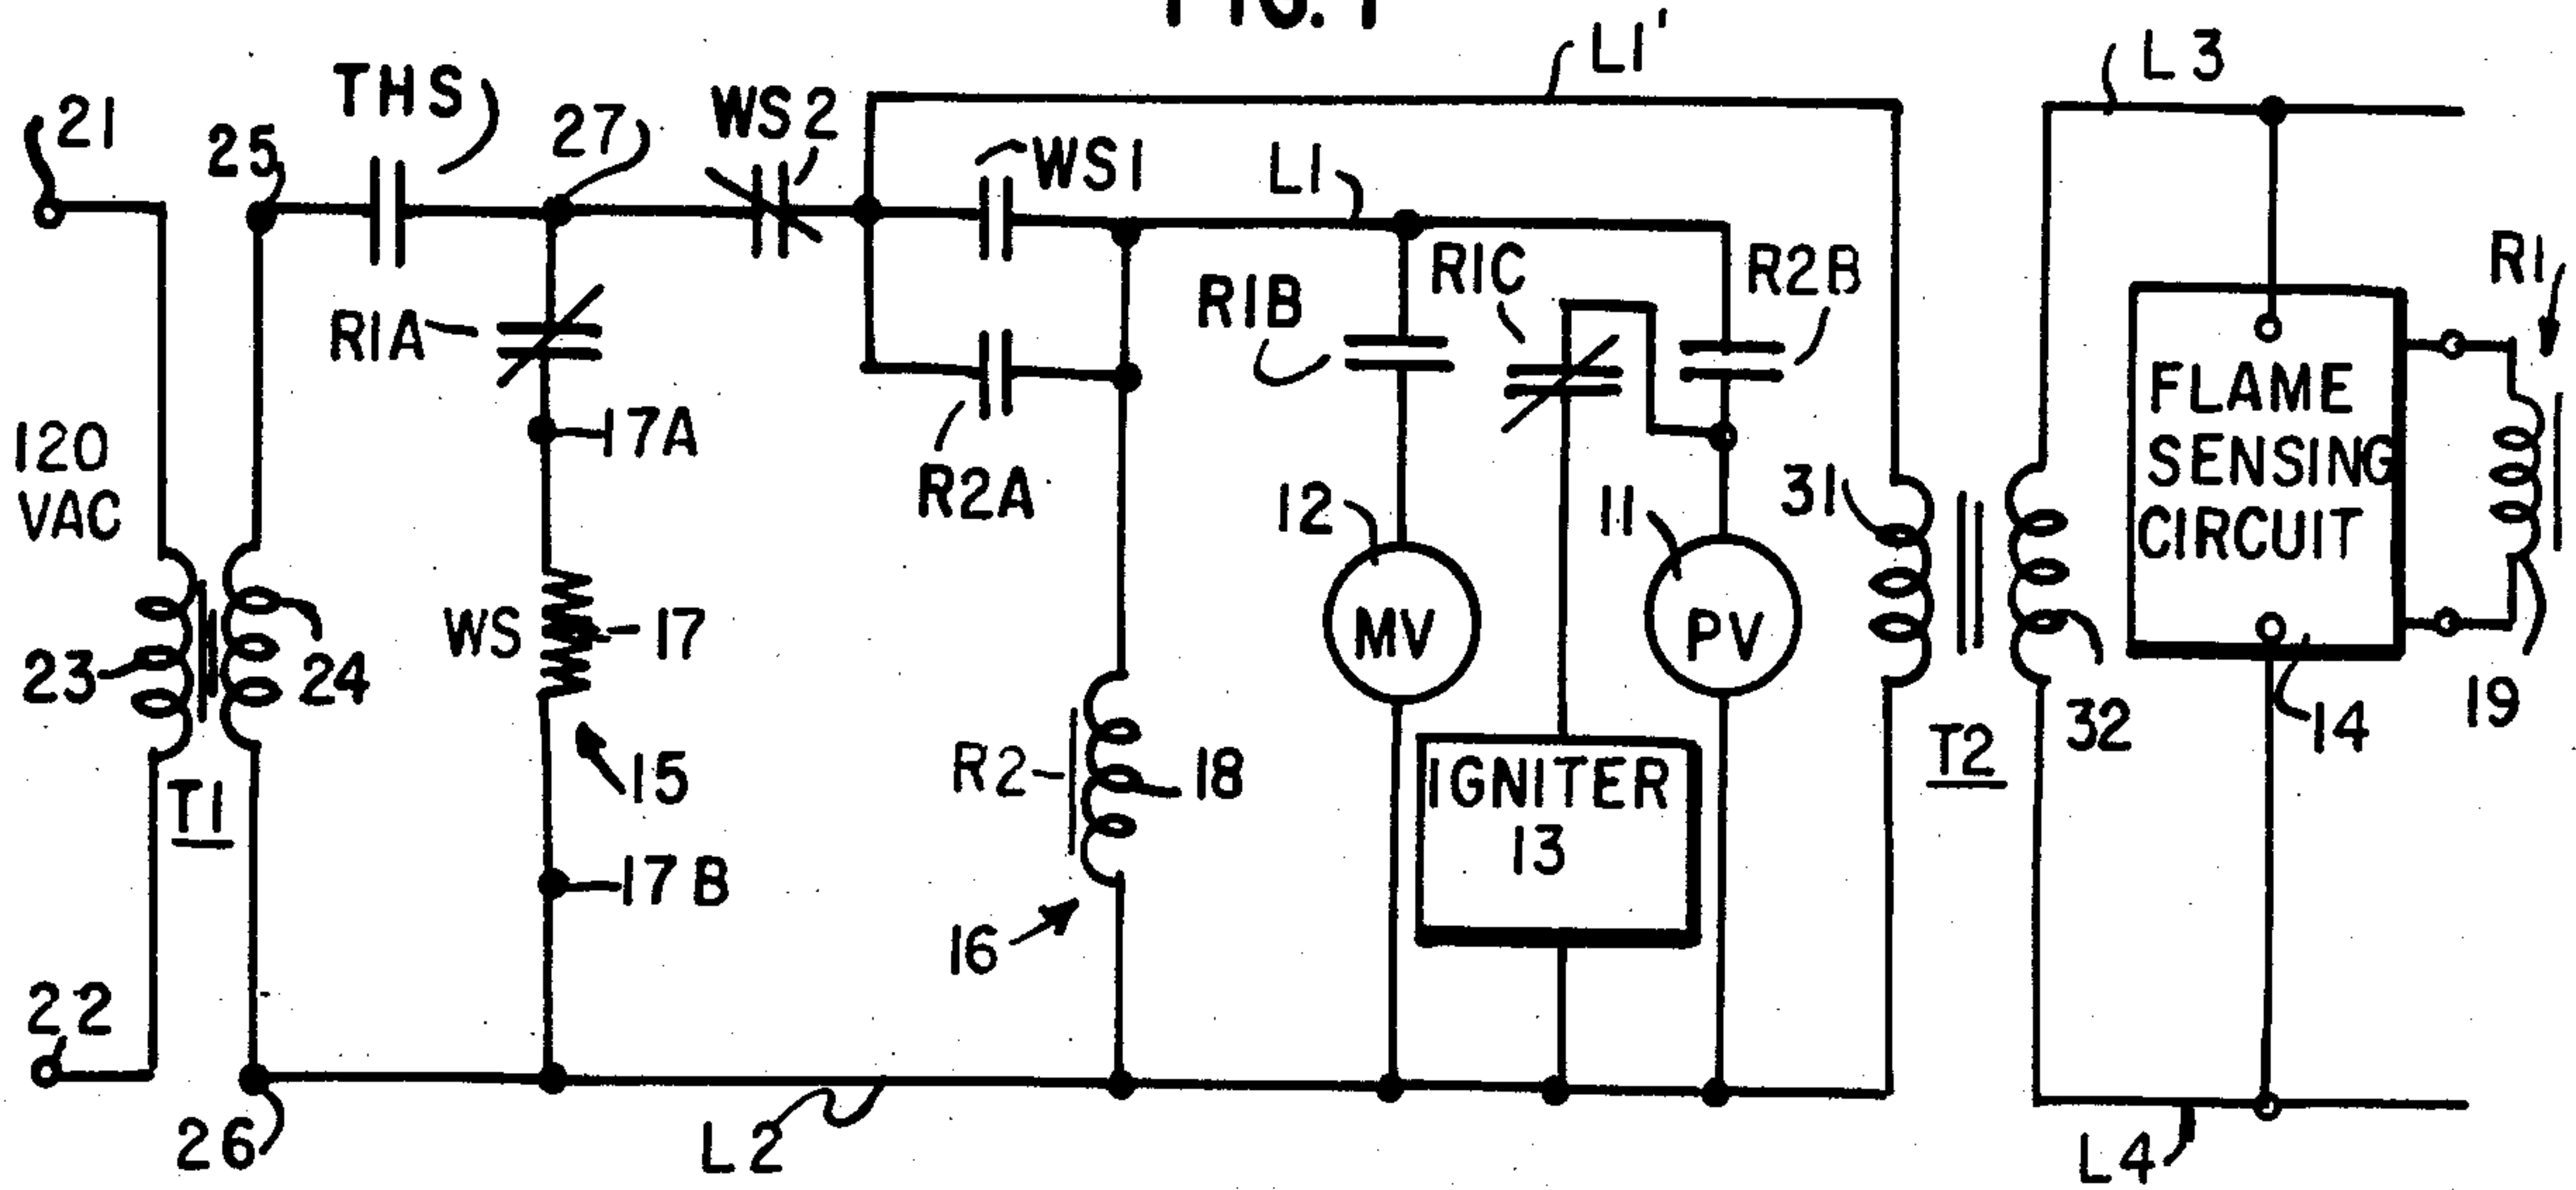 FIG. 1
L1'
L3
21
THS
25
27
WS2
WS1
L1
R1B
R1C
R2B
R1
R1A
17A
R2A
120
VAC
FLAME
SENSING
CIRCUIT
12
11
31
MV
PV
WS
17
23
24
T1
15
R2
18
IGNITER
13
T2
32
14
19
17B
16
22
26
L2
L4